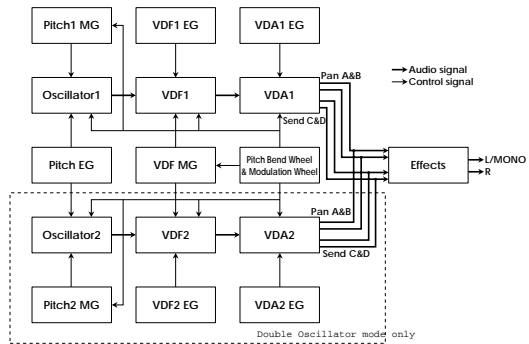 Pitch1 MG
VDF1 EG
VDA1 EG
Pan A&B
Audio signal
Control signal
Oscillator1
VDF1
VDA1
Send C&D
Pitch EG
VDF MG
Pitch Bend Wheel
& Modulation Wheel
Effects
L/MONO
R
Pan A&B
Oscillator2
VDF2
VDA2
Send C&D
Pitch2 MG
VDF2 EG
VDA2 EG
Double Oscillator mode only